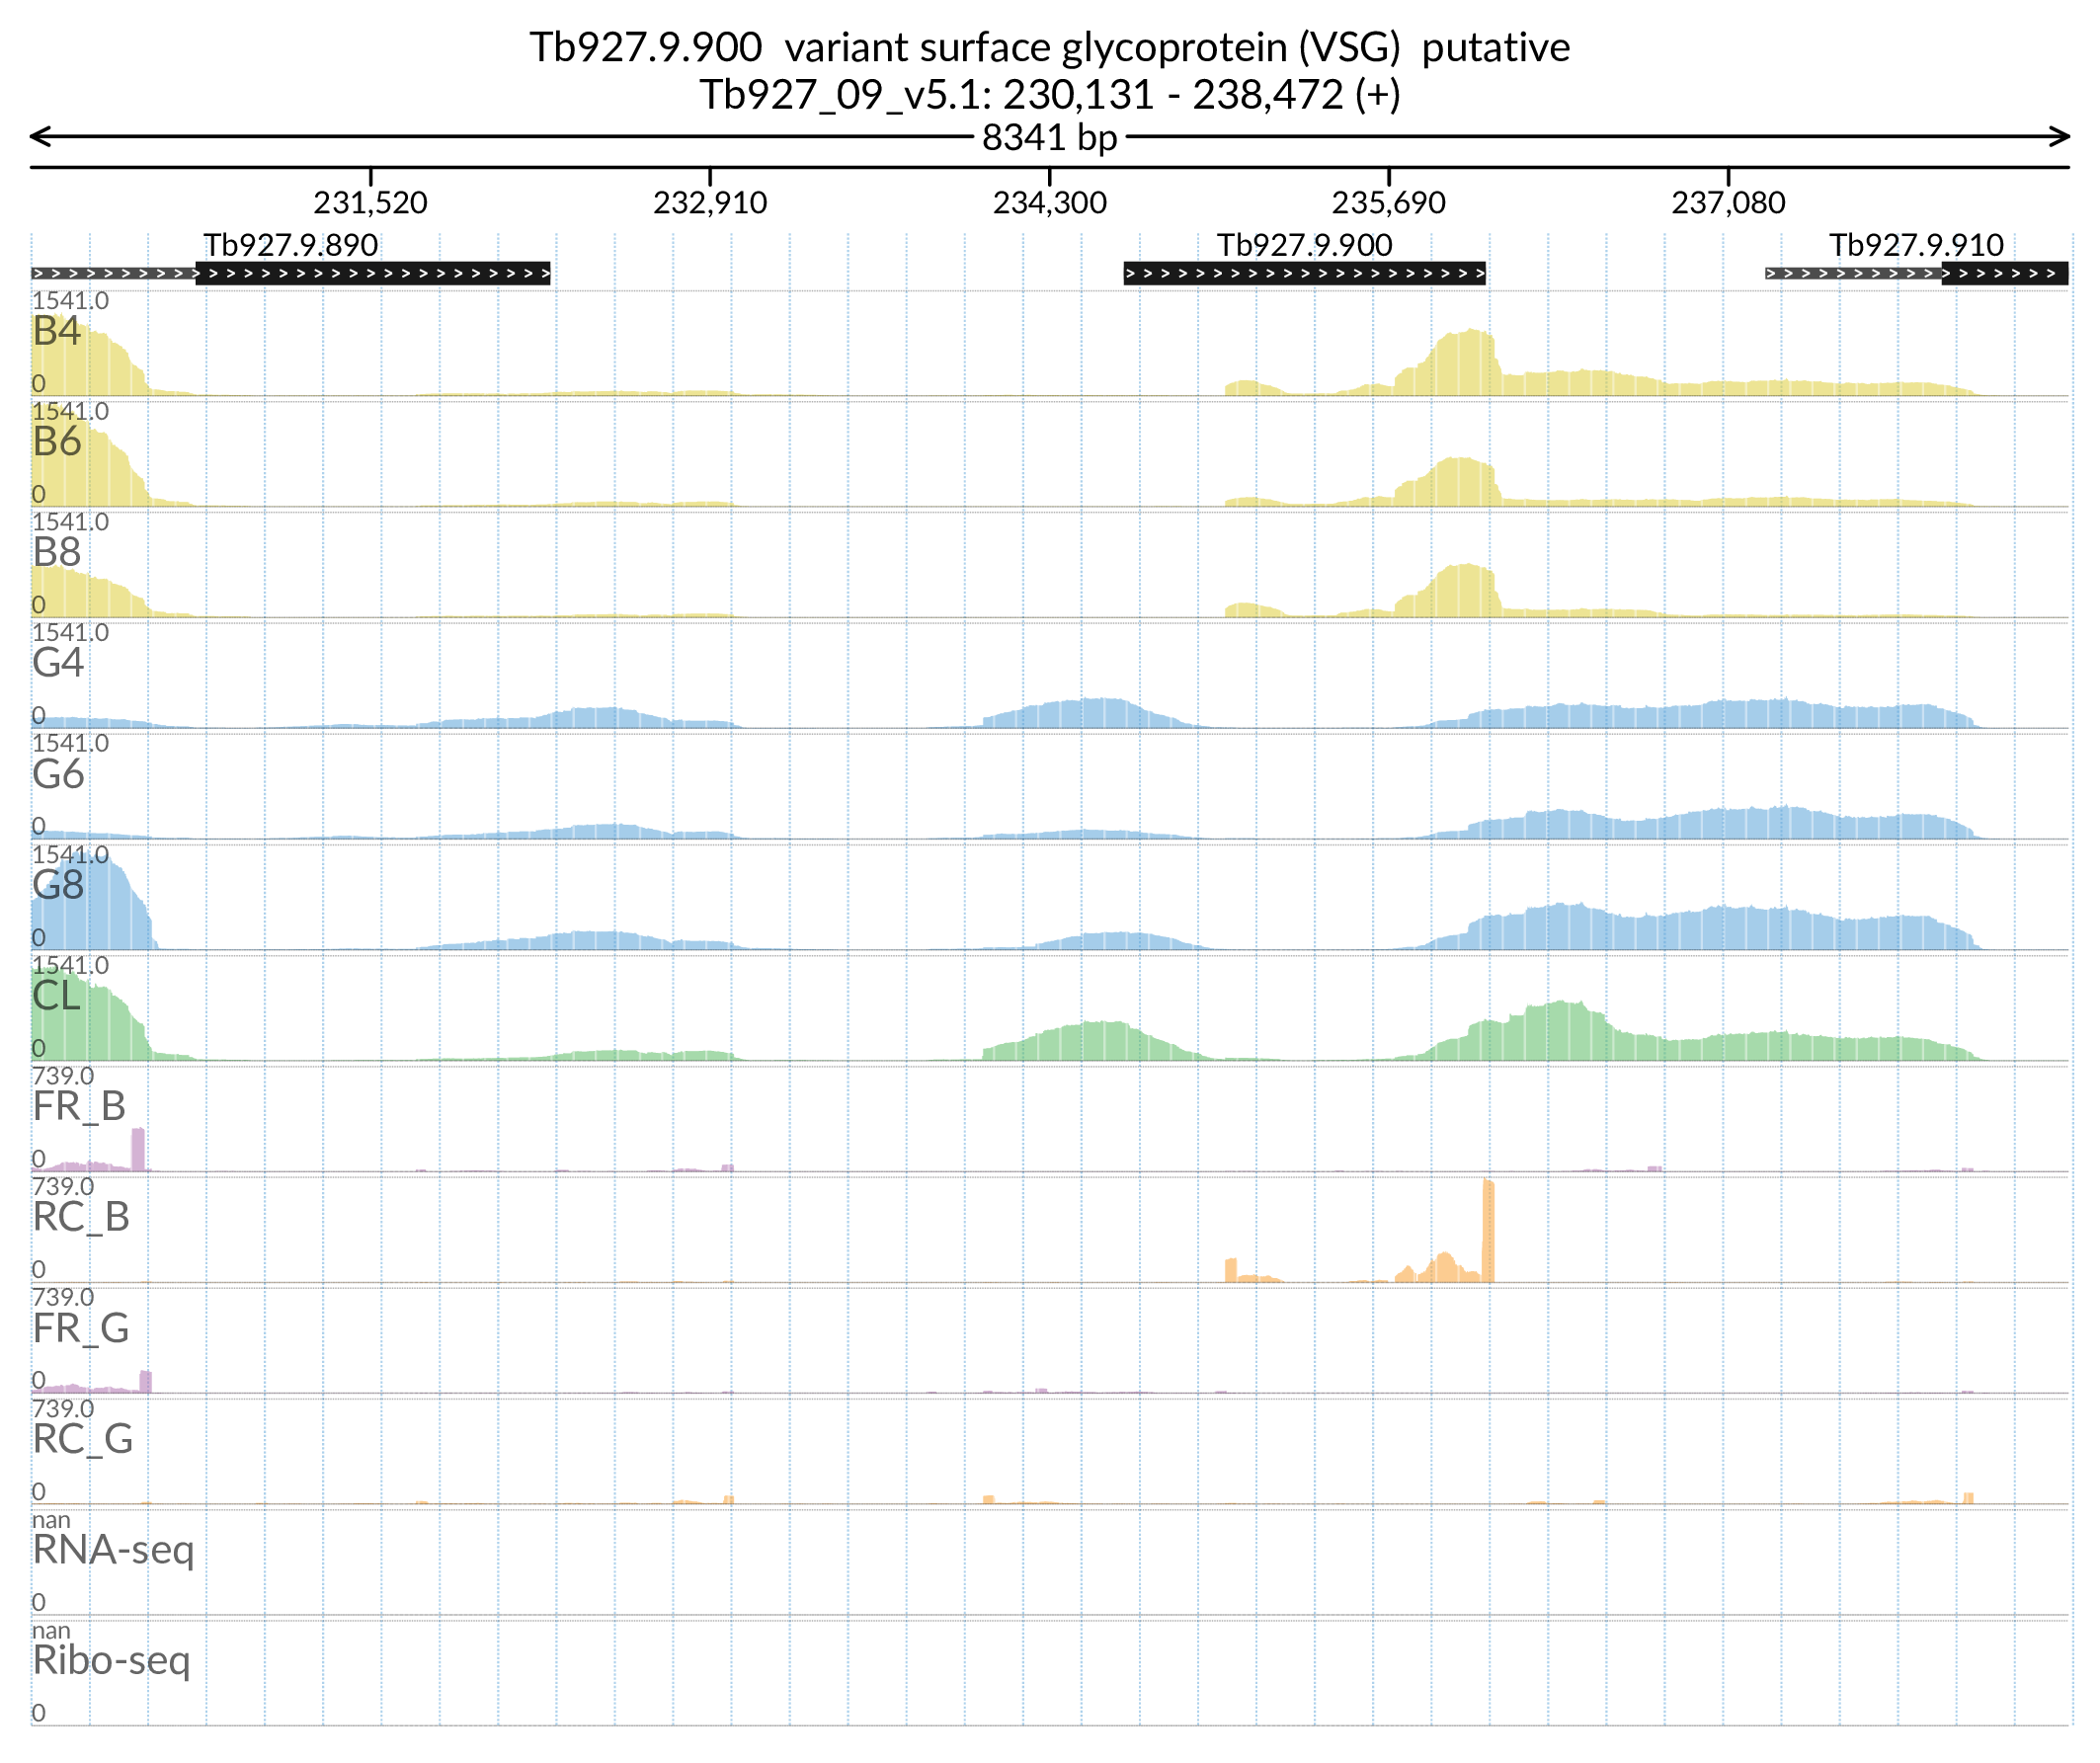 Tb927.9.900  variant surface glycoprotein (VSG)  putative
Tb927_09_v5.1: 230,131 - 238,472 (+)
8341 bp
231,520 232,910 234,300 235,690 237,080
Tb927.9.890 Tb927.9.900 Tb927.9.910
1541.0
B4
0
1541.0
B6
0
1541.0
B8
0
1541.0
G4
0
1541.0
G6
0
1541.0
G8
0
1541.0
CL
0
739.0
FR_B
0
739.0
RC_B
0
739.0
FR_G
0
739.0
RC_G
0
nan
RNA-seq
0
nan
Ribo-seq
0